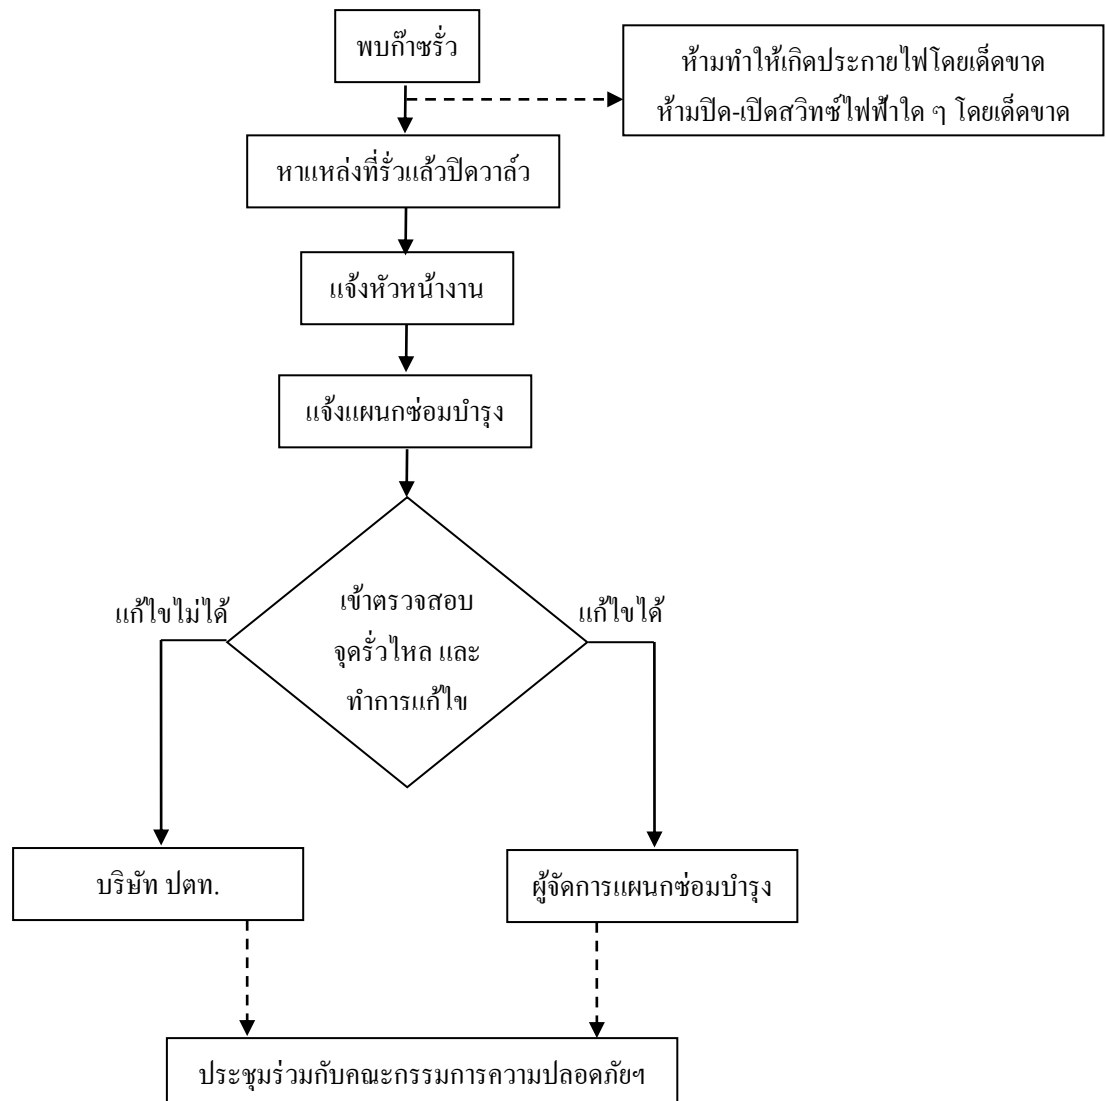 พบก๊าซรั่ว
ห้ามทำให้เกิดประกายไฟโดยเด็ดขาด
ห้ามปิด-เปิดสวิทซ์ไฟฟ้าใด ๆ โดยเด็ดขาด
หาแหล่งที่รั่วแล้วปิดวาล์ว
แจ้งหัวหน้างาน
แจ้งแผนกซ่อมบำรุง
แก้ไขไม่ได้
เข้าตรวจสอบ
จุดรั่วไหล และ
ทำการแก้ไข
แก้ไขได้
บริษัท ปตท.
ผู้จัดการแผนกซ่อมบำรุง
ประชุมร่วมกับคณะกรรมการความปลอดภัยฯ